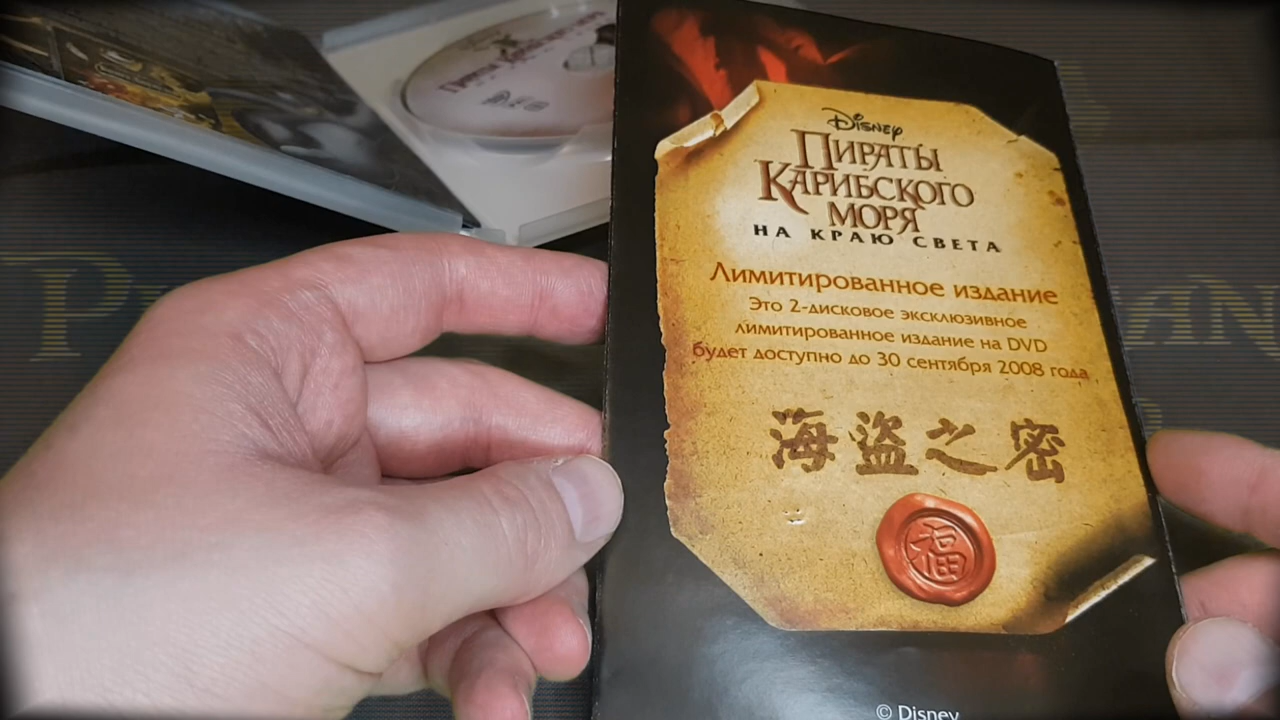 Disney
Пираты
Карибского
моря
НА КРАЮ СВЕТА
Лимитированное издание
Это 2-дисковое эксклюзивное
лимитированное издание на DVD
будет доступно до 30 сентября 2008 года
海盗之密
福
© Disney